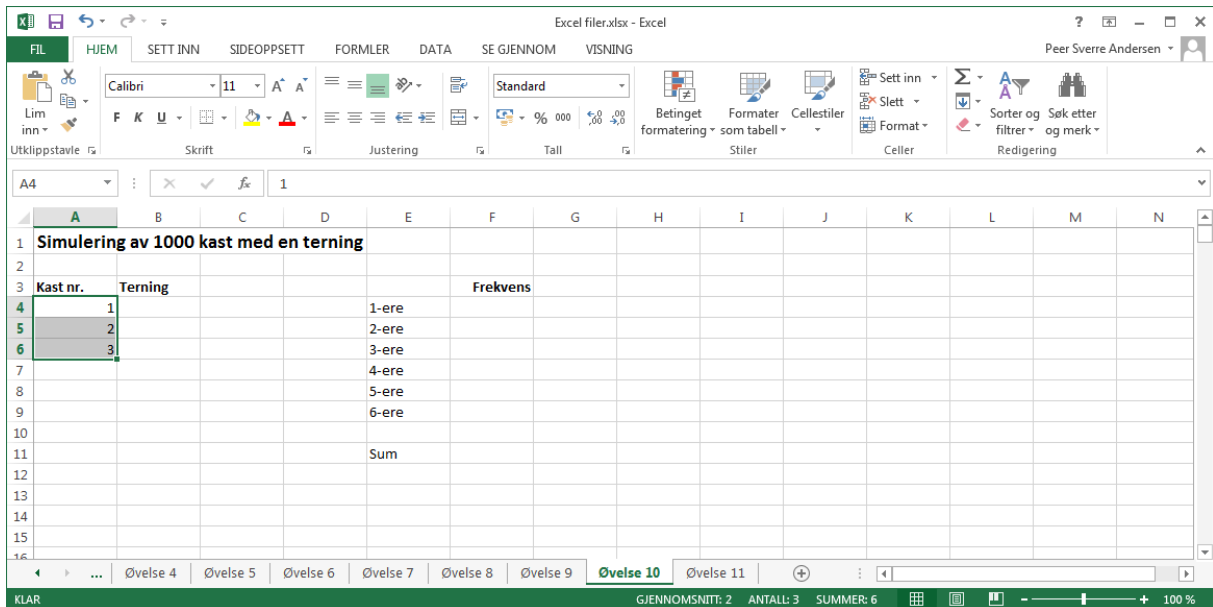 Excel filer.xlsx - Excel
FIL HJEM SETT INN SIDEOPPSETT FORMLER DATA SE GJENNOM VISNING Peer Sverre Andersen
Lim inn
Calibri 11 A A
F K U A
Standard
% 000 ,00 ,00
Betinget formatering
Formater som tabell
Cellestiler
Sett inn
Slett
Format
Sorter og filtrer
Søk etter og merk
Utklippstavle Skrift Justering Tall Stiler Celler Redigering
A4 fx 1
A B C D E F G H I J K L M N
1 Simulering av 1000 kast med en terning
2
3 Kast nr. Terning Frekvens
4 1 1-ere
5 2 2-ere
6 3 3-ere
7 4-ere
8 5-ere
9 6-ere
10
11 Sum
12
13
14
15
16
... Øvelse 4 Øvelse 5 Øvelse 6 Øvelse 7 Øvelse 8 Øvelse 9 Øvelse 10 Øvelse 11
KLAR GJENNOMSNITT: 2 ANTALL: 3 SUMMER: 6 100 %